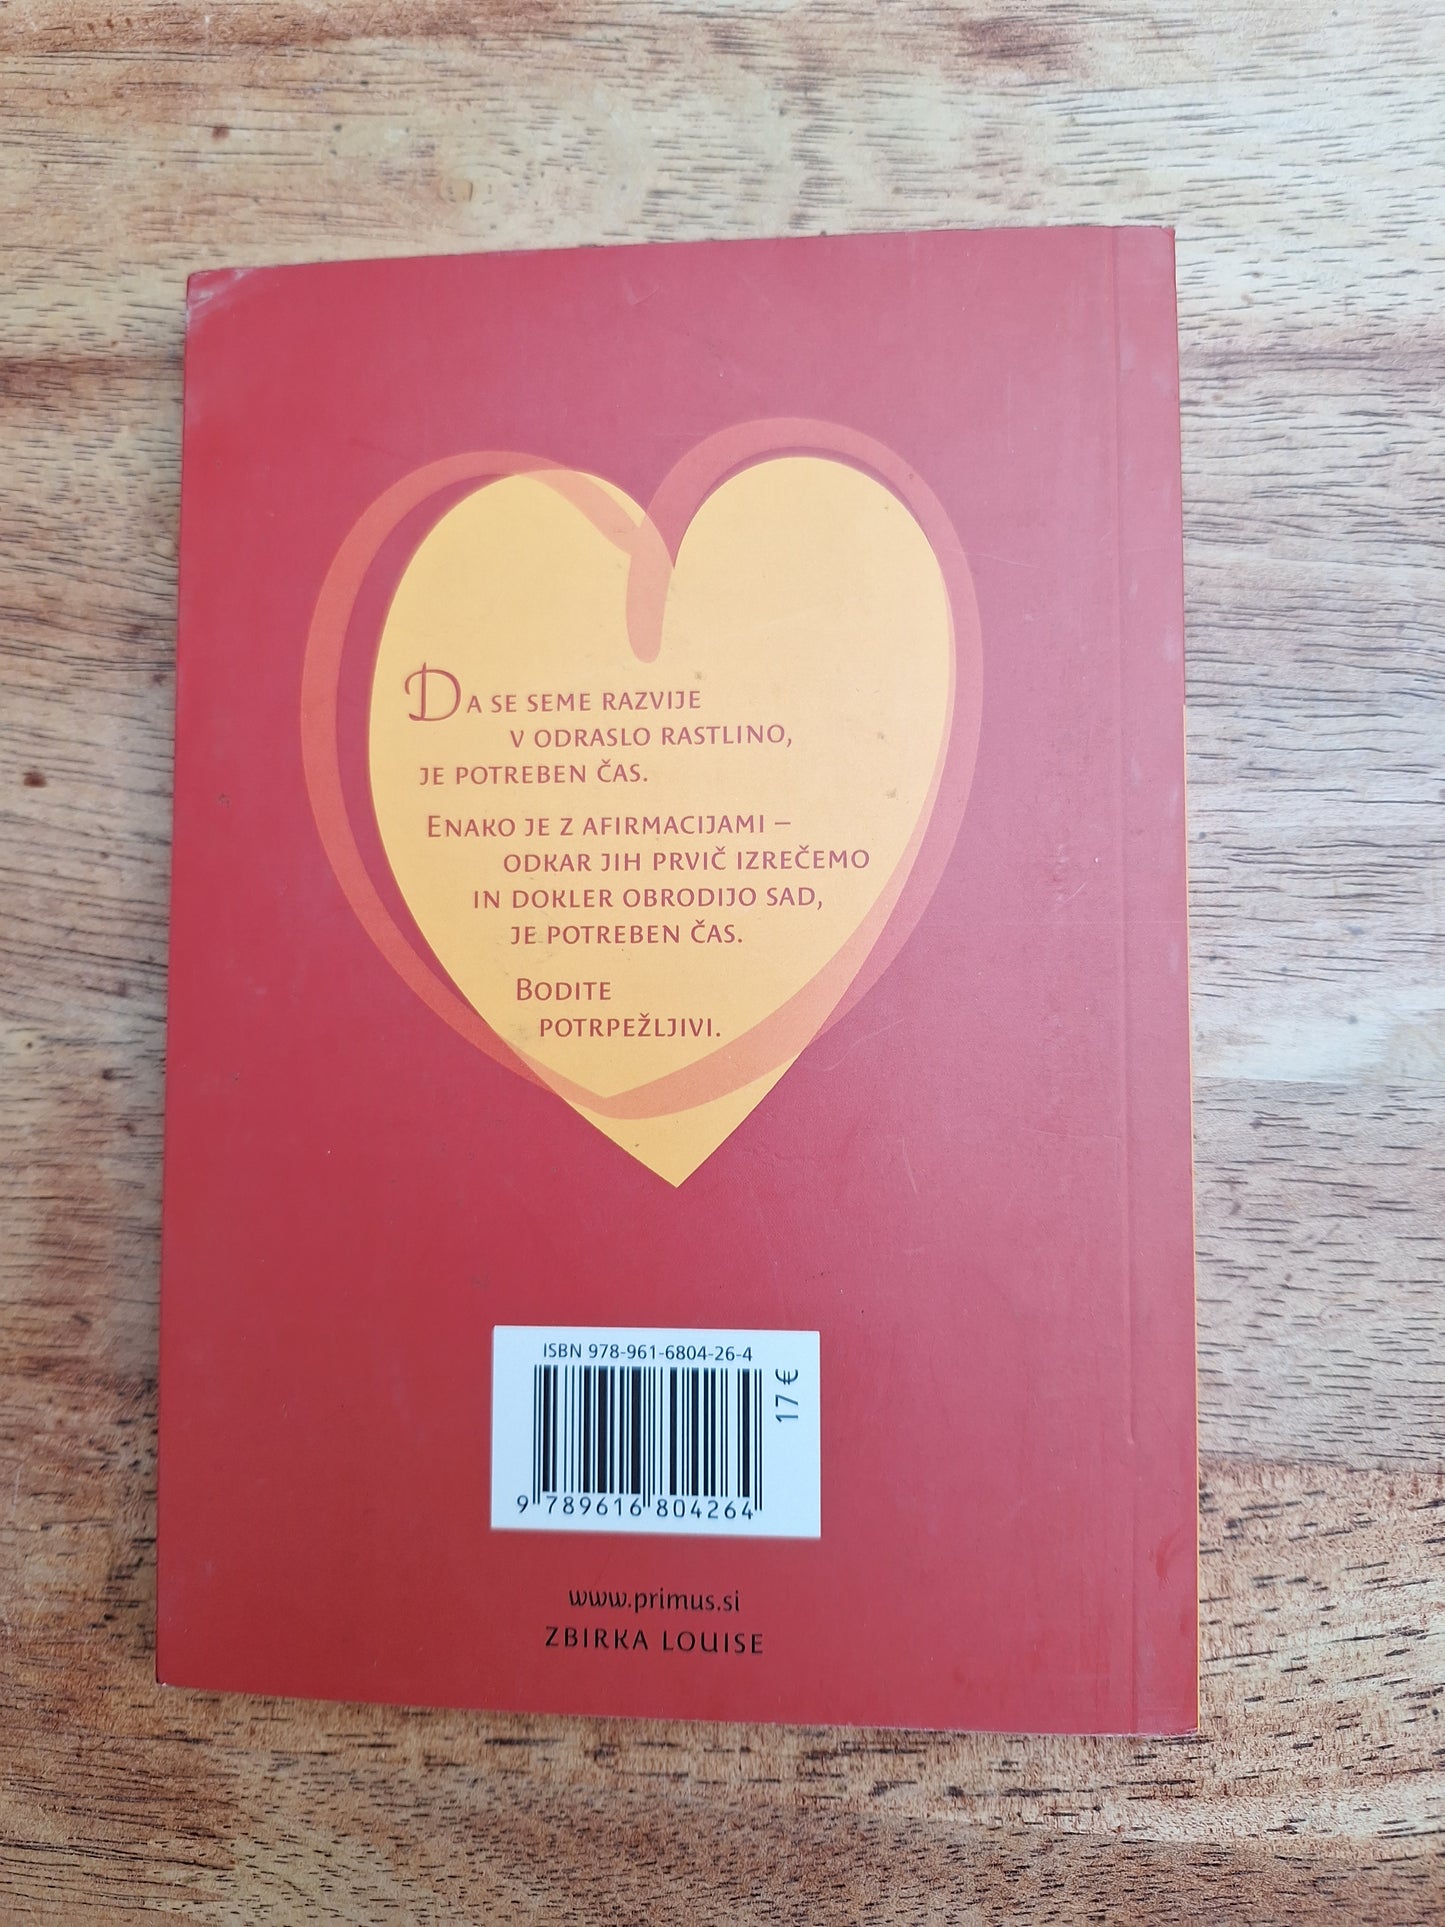 DA SE SEME RAZVIJE
V ODRASLO RASTLINO,
JE POTREBEN ČAS.
ENAKO JE Z AFIRMACIJAMI –
ODKAR JIH PRVIČ IZREČEMO
IN DOKLER OBRODIJO SAD,
JE POTREBEN ČAS.
BODITE
POTRPEŽLJIVI.
ISBN 978-961-6804-26-4
17 €
9 789616 804264
www.primus.si
ZBIRKA LOUISE